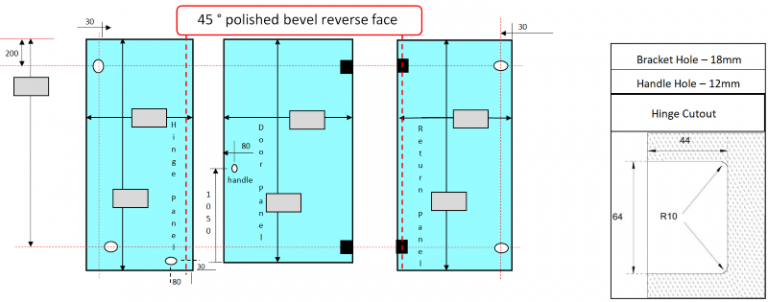 45 ° polished bevel reverse face
30
30
200
Hinge Panel
Door Panel
Return Panel
80
handle
1050
30
80
Bracket Hole – 18mm
Handle Hole – 12mm
Hinge Cutout
44
64
R10